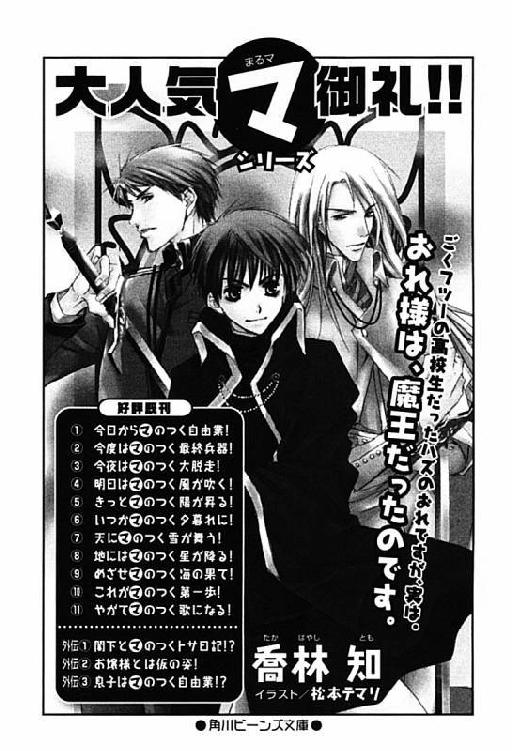 まるマ
大人気マ御礼!!
シリーズ
ごくフツーの高校生だったハズのおれですが、実は、
おれ様は、魔王だったのです。
好評既刊
① 今日からマのつく自由業!
② 今度はマのつく最終兵器!
③ 今夜はマのつく大脱走!
④ 明日はマのつく風が吹く!
⑤ きっとマのつく陽が昇る!
⑥ いつかマのつく夕暮れに!
⑦ 天にマのつく雪が舞う!
⑧ 地にはマのつく星が降る!
⑨ めざせマのつく海の果て!
⑩ これがマのつく第一歩!
⑪ やがてマのつく歌になる!
外伝1 閣下とマのつくトサ日記!?
外伝2 お嬢様とは仮の姿!
外伝3 息子はマのつく自由業!?
たか ばやし とも
喬林 知
イラスト/松本テマリ
●角川ビーンズ文庫●